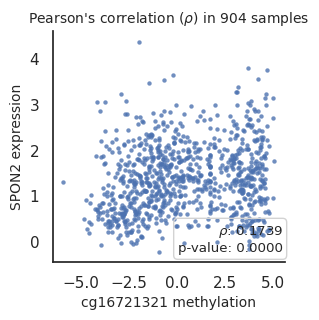 Pearson's correlation (ρ) in 904 samples
SPON2 expression
4
3
2
1
0
ρ: 0.1739
p-value: 0.0000
−5.0 −2.5 0.0 2.5 5.0
cg16721321 methylation